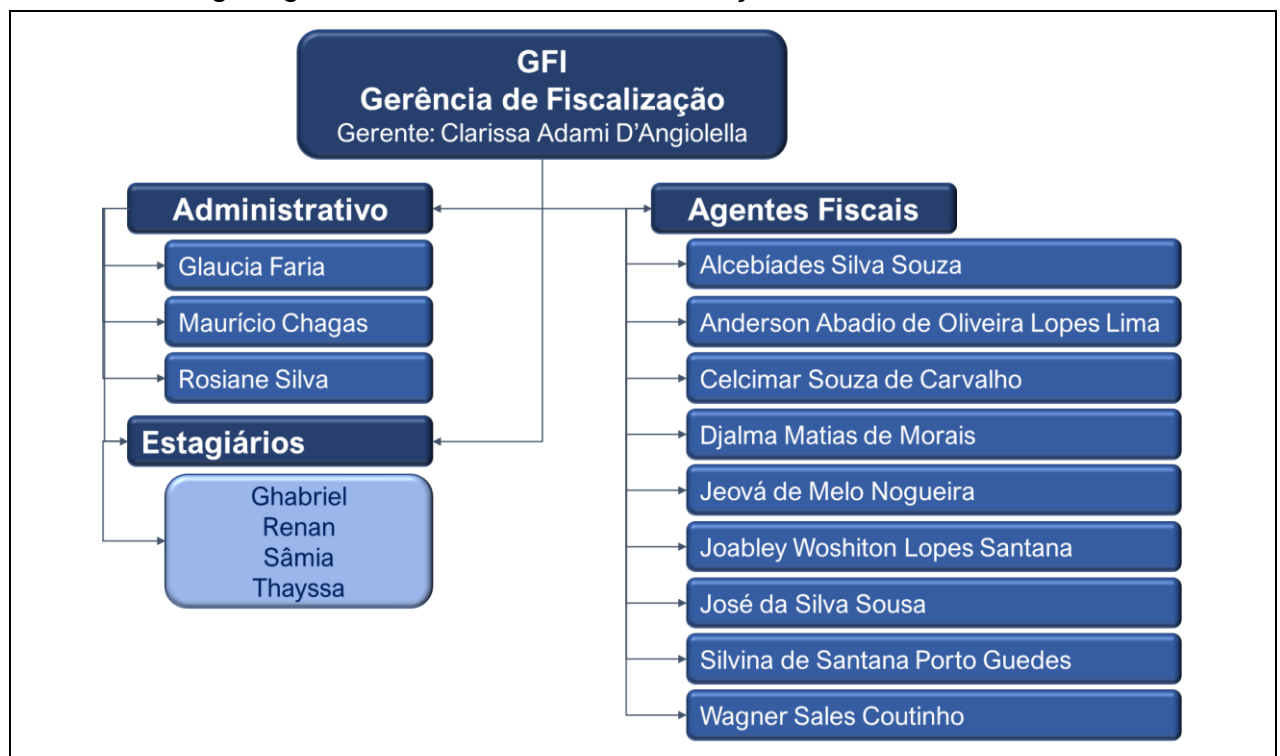 GFI
Gerência de Fiscalização
Gerente: Clarissa Adami D’Angiolella
Administrativo
Glaucia Faria
Maurício Chagas
Rosiane Silva
Estagiários
Ghabriel
Renan
Sâmia
Thayssa
Agentes Fiscais
Alcebíades Silva Souza
Anderson Abadio de Oliveira Lopes Lima
Celcimar Souza de Carvalho
Djalma Matias de Morais
Jeová de Melo Nogueira
Joabley Woshiton Lopes Santana
José da Silva Sousa
Silvina de Santana Porto Guedes
Wagner Sales Coutinho